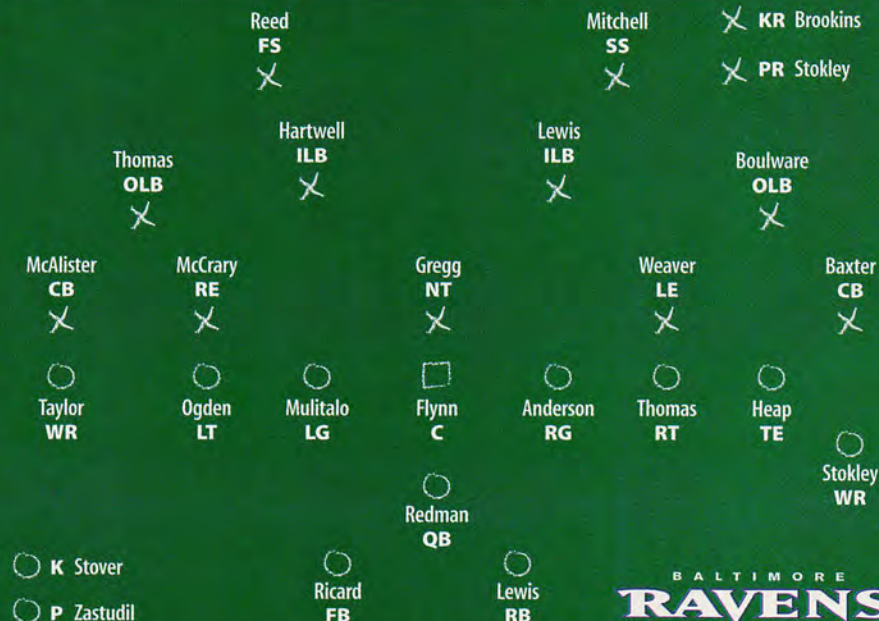 Reed
FS
Mitchell
SS
KR Brookins
PR Stokley
Hartwell
ILB
Lewis
ILB
Thomas
OLB
Boulware
OLB
McAlister
CB
McCrary
RE
Gregg
NT
Weaver
LE
Baxter
CB
Taylor
WR
Ogden
LT
Mulitalo
LG
Flynn
C
Anderson
RG
Thomas
RT
Heap
TE
Stokley
WR
Redman
QB
K Stover
P Zastudil
Ricard
FB
Lewis
RB
BALTIMORE
RAVENS